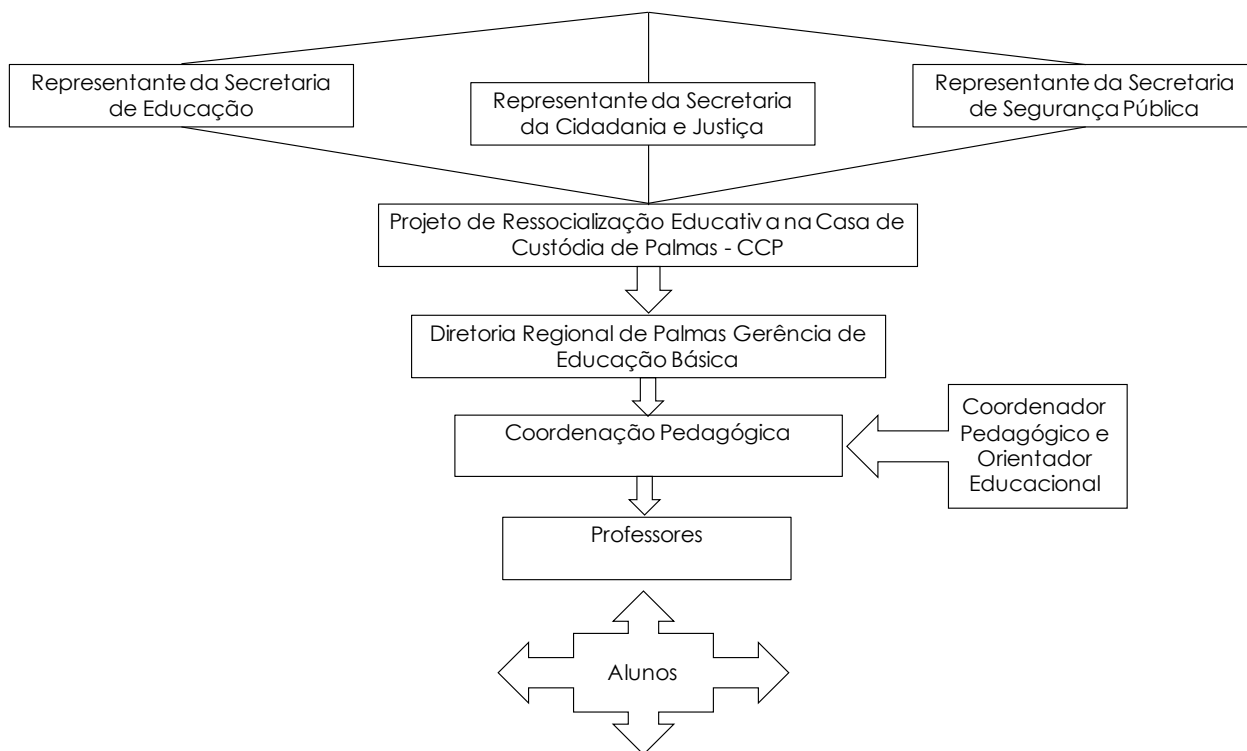 Representante da Secretaria
de Educação
Representante da Secretaria
da Cidadania e Justiça
Representante da Secretaria
de Segurança Pública
Projeto de Ressocialização Educativa na Casa de
Custódia de Palmas - CCP
Diretoria Regional de Palmas Gerência de
Educação Básica
Coordenação Pedagógica
Coordenador
Pedagógico e
Orientador
Educacional
Professores
Alunos